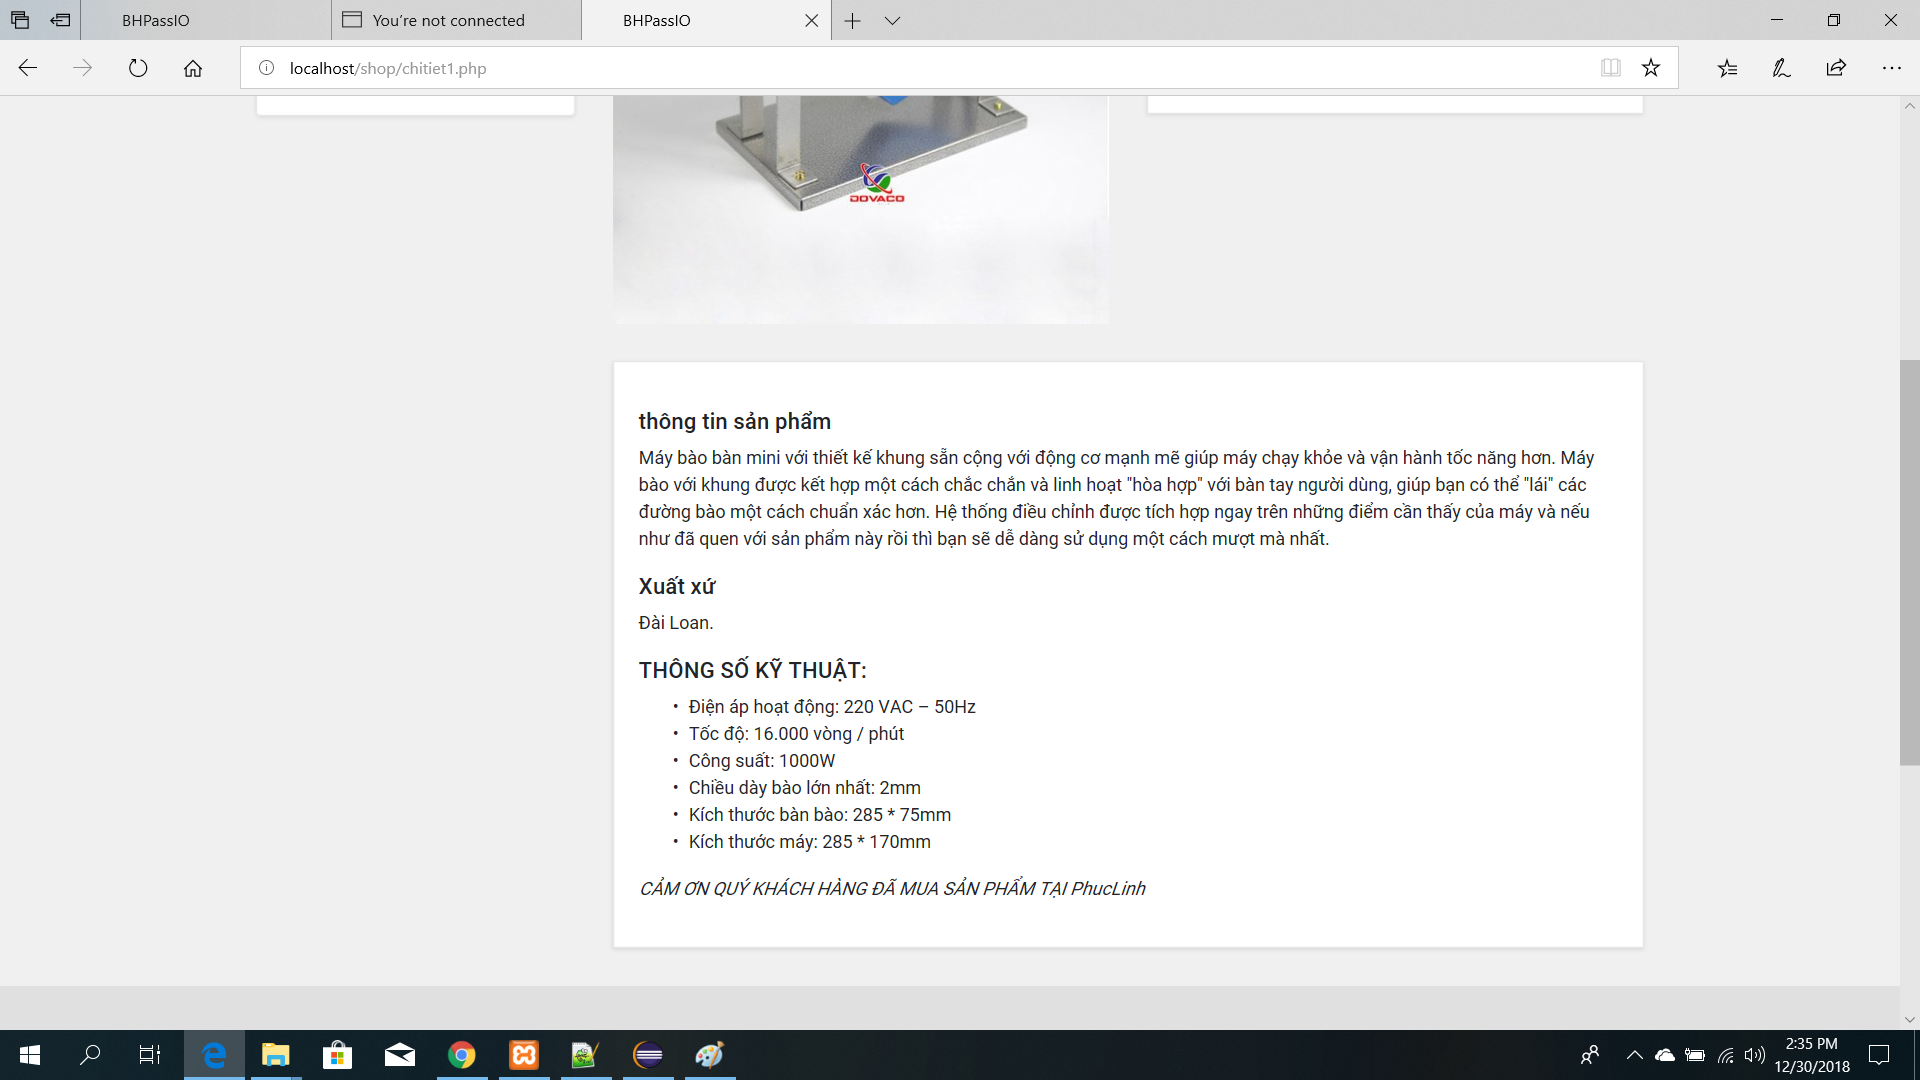 BHPassIO
You're not connected
BHPassIO
localhost/shop/chitiet1.php
DOVACO
thông tin sản phẩm
Máy bào bàn mini với thiết kế khung sẵn cộng với động cơ mạnh mẽ giúp máy chạy khỏe và vận hành tốc năng hơn. Máy
bào với khung được kết hợp một cách chắc chắn và linh hoạt "hòa hợp" với bàn tay người dùng, giúp bạn có thể "lái" các
đường bào một cách chuẩn xác hơn. Hệ thống điều chỉnh được tích hợp ngay trên những điểm cần thấy của máy và nếu
như đã quen với sản phẩm này rồi thì bạn sẽ dễ dàng sử dụng một cách mượt mà nhất.
Xuất xứ
Đài Loan.
THÔNG SỐ KỸ THUẬT:
• Điện áp hoạt động: 220 VAC – 50Hz
• Tốc độ: 16.000 vòng / phút
• Công suất: 1000W
• Chiều dày bào lớn nhất: 2mm
• Kích thước bàn bào: 285 * 75mm
• Kích thước máy: 285 * 170mm
CẢM ƠN QUÝ KHÁCH HÀNG ĐÃ MUA SẢN PHẨM TẠI PhucLinh
2:35 PM
12/30/2018